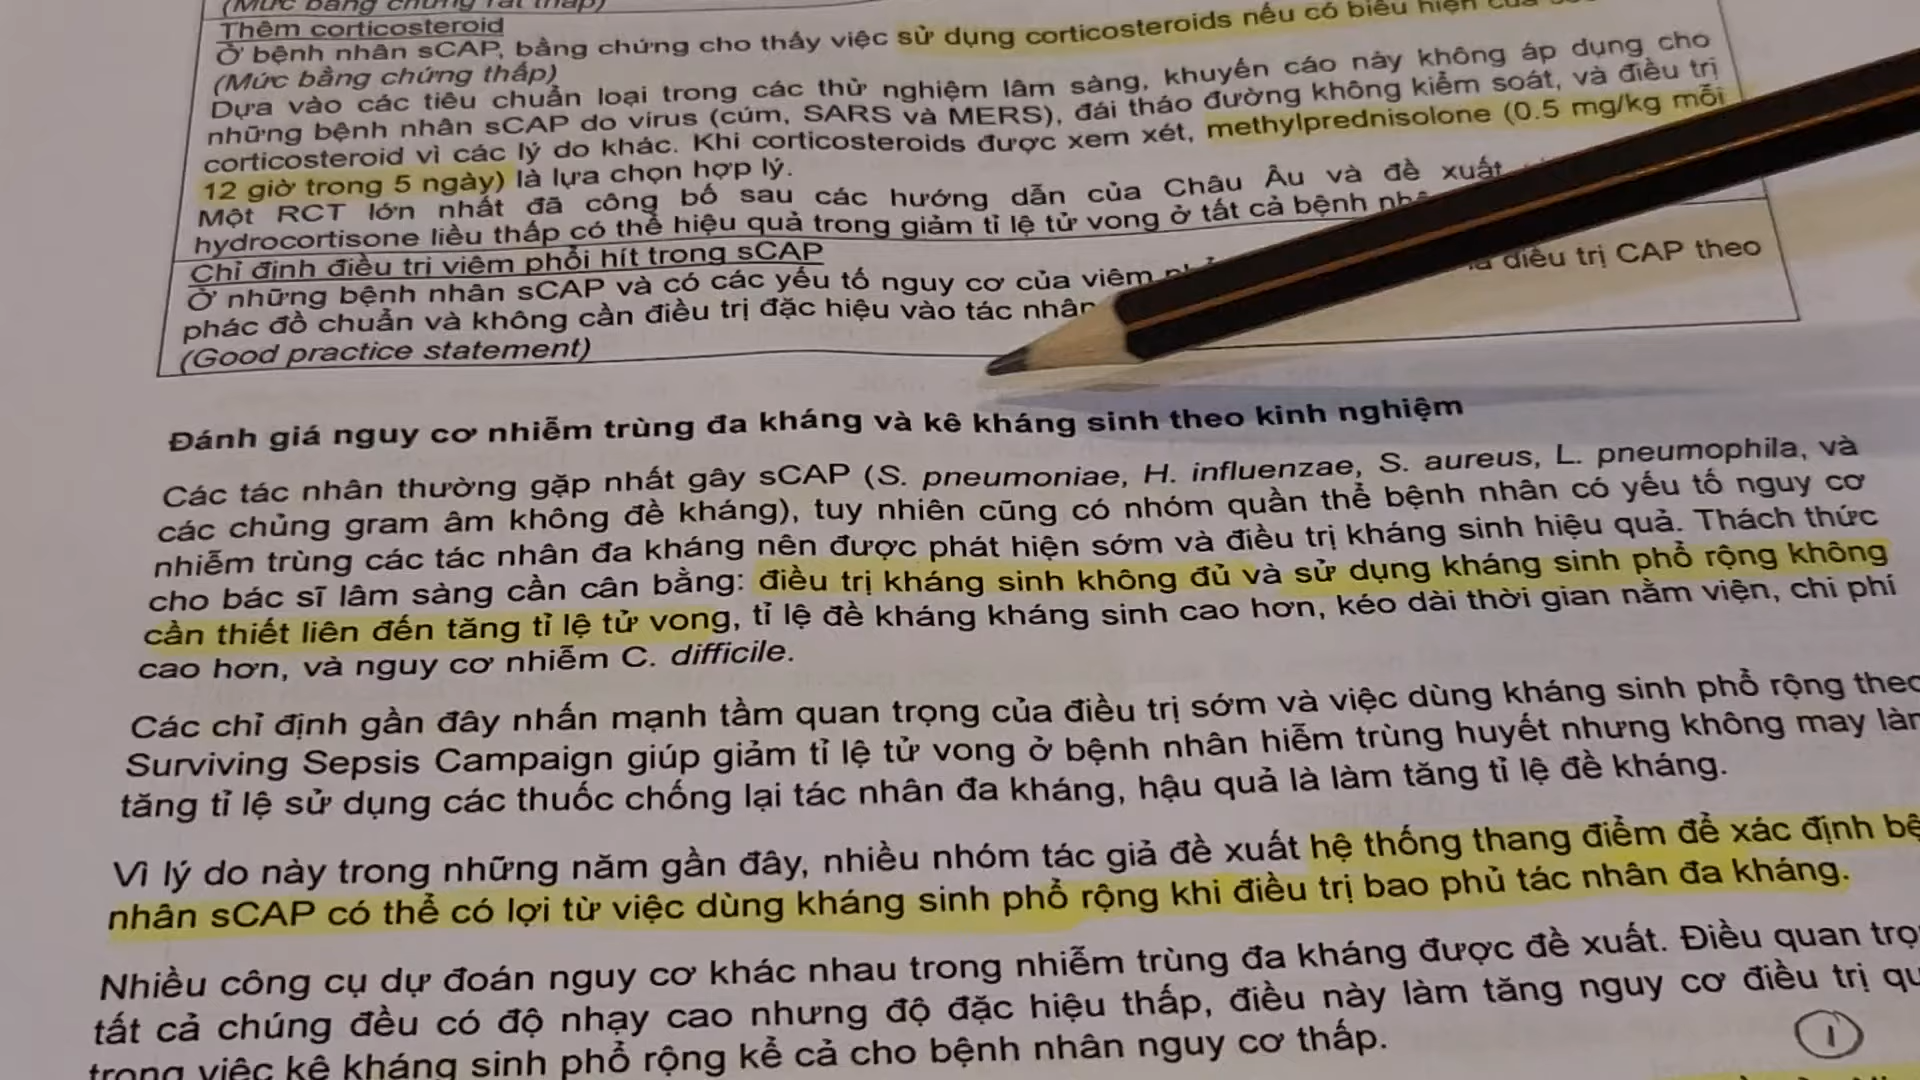 (Mức bằng chứng rất thấp)
Thêm corticosteroid
Ở bệnh nhân sCAP, bằng chứng cho thấy việc sử dụng corticosteroids nếu có biểu hiện của
(Mức bằng chứng thấp)
Dựa vào các tiêu chuẩn loại trong các thử nghiệm lâm sàng, khuyến cáo này không áp dụng cho
những bệnh nhân sCAP do virus (cúm, SARS và MERS), đái tháo đường không kiểm soát, và điều trị
corticosteroid vì các lý do khác. Khi corticosteroids được xem xét, methylprednisolone (0.5 mg/kg mỗi
12 giờ trong 5 ngày) là lựa chọn hợp lý.
Một RCT lớn nhất đã công bố sau các hướng dẫn của Châu Âu và đề xuất
hydrocortisone liều thấp có thể hiệu quả trong giảm tỉ lệ tử vong ở tất cả bệnh
Chỉ định điều trị viêm phổi hít trong sCAP
Ở những bệnh nhân sCAP và có các yếu tố nguy cơ của viêm điều trị CAP theo
phác đồ chuẩn và không cần điều trị đặc hiệu vào tác nhân
(Good practice statement)
Đánh giá nguy cơ nhiễm trùng đa kháng và kê kháng sinh theo kinh nghiệm
Các tác nhân thường gặp nhất gây sCAP (S. pneumoniae, H. influenzae, S. aureus, L. pneumophila, và
các chủng gram âm không đề kháng), tuy nhiên cũng có nhóm quần thể bệnh nhân có yếu tố nguy cơ
nhiễm trùng các tác nhân đa kháng nên được phát hiện sớm và điều trị kháng sinh hiệu quả. Thách thức
cho bác sĩ lâm sàng cần cân bằng: điều trị kháng sinh không đủ và sử dụng kháng sinh phổ rộng không
cần thiết liên đến tăng tỉ lệ tử vong, tỉ lệ đề kháng kháng sinh cao hơn, kéo dài thời gian nằm viện, chi phí
cao hơn, và nguy cơ nhiễm C. difficile.
Các chỉ định gần đây nhấn mạnh tầm quan trọng của điều trị sớm và việc dùng kháng sinh phổ rộng theo
Surviving Sepsis Campaign giúp giảm tỉ lệ tử vong ở bệnh nhân hiễm trùng huyết nhưng không may làm
tăng tỉ lệ sử dụng các thuốc chống lại tác nhân đa kháng, hậu quả là làm tăng tỉ lệ đề kháng.
Vì lý do này trong những năm gần đây, nhiều nhóm tác giả đề xuất hệ thống thang điểm để xác định
nhân sCAP có thể có lợi từ việc dùng kháng sinh phổ rộng khi điều trị bao phủ tác nhân đa kháng.
Nhiều công cụ dự đoán nguy cơ khác nhau trong nhiễm trùng đa kháng được đề xuất. Điều quan
tất cả chúng đều có độ nhạy cao nhưng độ đặc hiệu thấp, điều này làm tăng nguy cơ điều trị
trong việc kê kháng sinh phổ rộng kể cả cho bệnh nhân nguy cơ thấp.
1